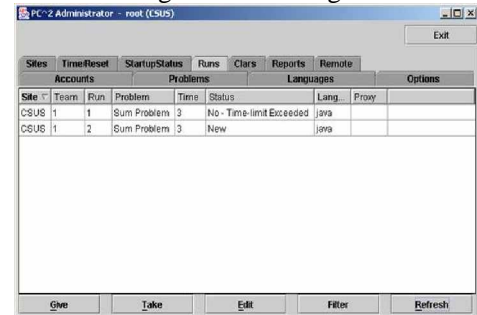 PC^2 Administrator - root (CSUS)
Exit
Sites Time/Reset StartupStatus Runs Clars Reports Remote
Accounts Problems Languages Options
Site Team Run Problem Time Status Lang... Proxy
CSUS 1 1 Sum Problem 3 No - Time-limit Exceeded java
CSUS 1 2 Sum Problem 3 New java
Give Take Edit Filter Refresh